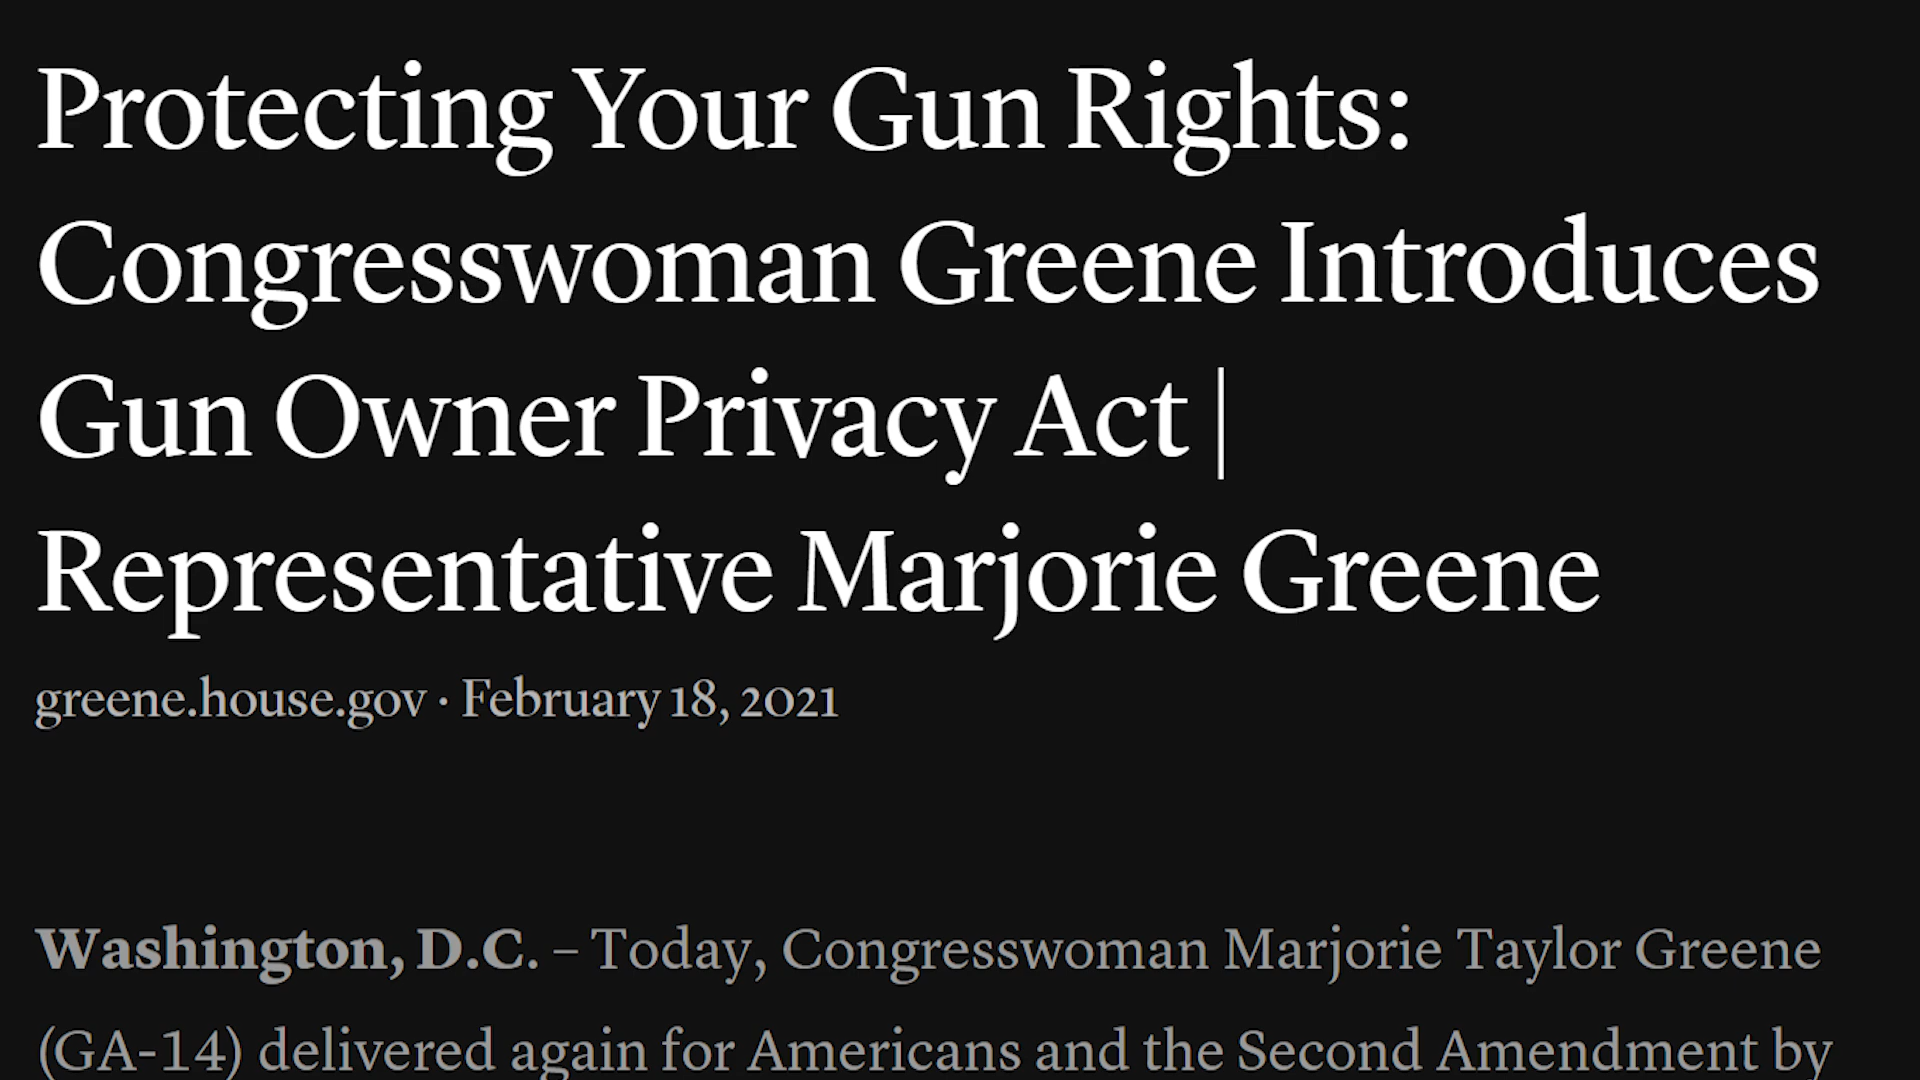 Protecting Your Gun Rights:
Congresswoman Greene Introduces
Gun Owner Privacy Act |
Representative Marjorie Greene
greene.house.gov · February 18, 2021
Washington, D.C. – Today, Congresswoman Marjorie Taylor Greene
(GA-14) delivered again for Americans and the Second Amendment by